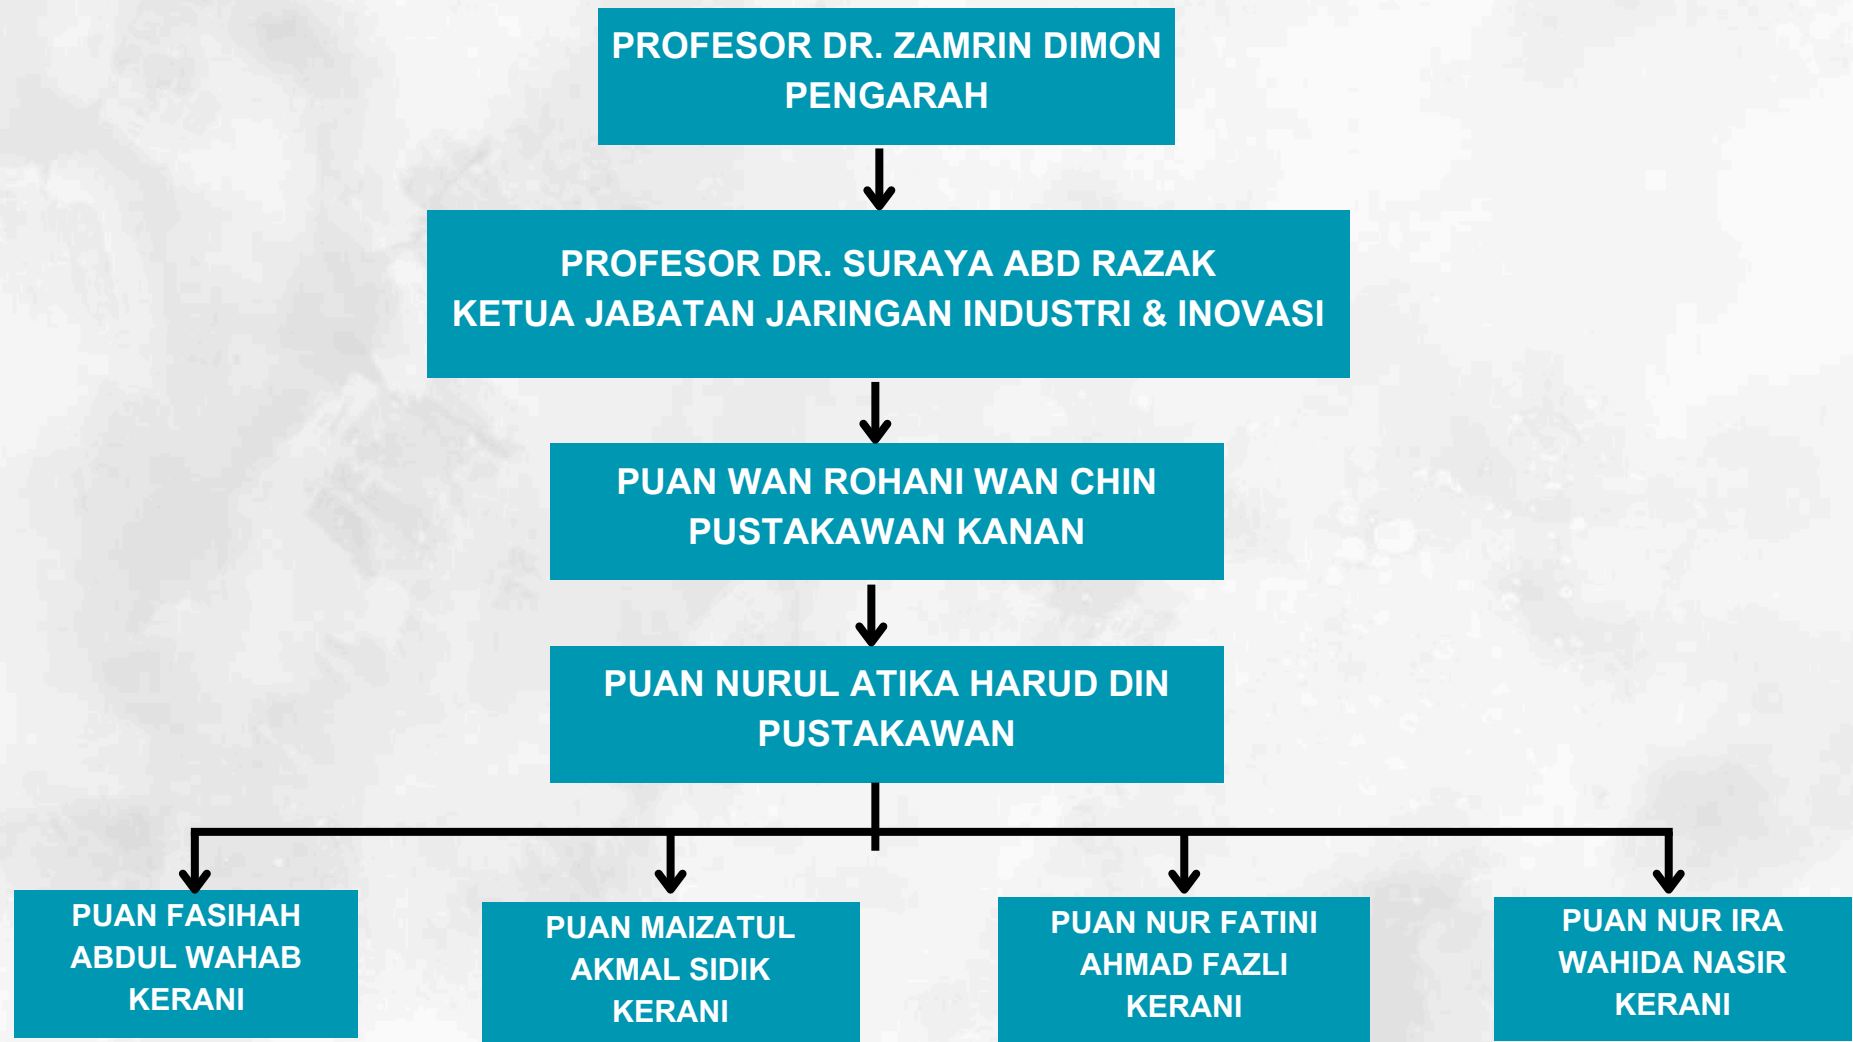 PROFESOR DR. ZAMRIN DIMON
PENGARAH
PROFESOR DR. SURAYA ABD RAZAK
KETUA JABATAN JARINGAN INDUSTRI & INOVASI
PUAN WAN ROHANI WAN CHIN
PUSTAKAWAN KANAN
PUAN NURUL ATIKA HARUD DIN
PUSTAKAWAN
PUAN FASIHAH
ABDUL WAHAB
KERANI
PUAN MAIZATUL
AKMAL SIDIK
KERANI
PUAN NUR FATINI
AHMAD FAZLI
KERANI
PUAN NUR IRA
WAHIDA NASIR
KERANI